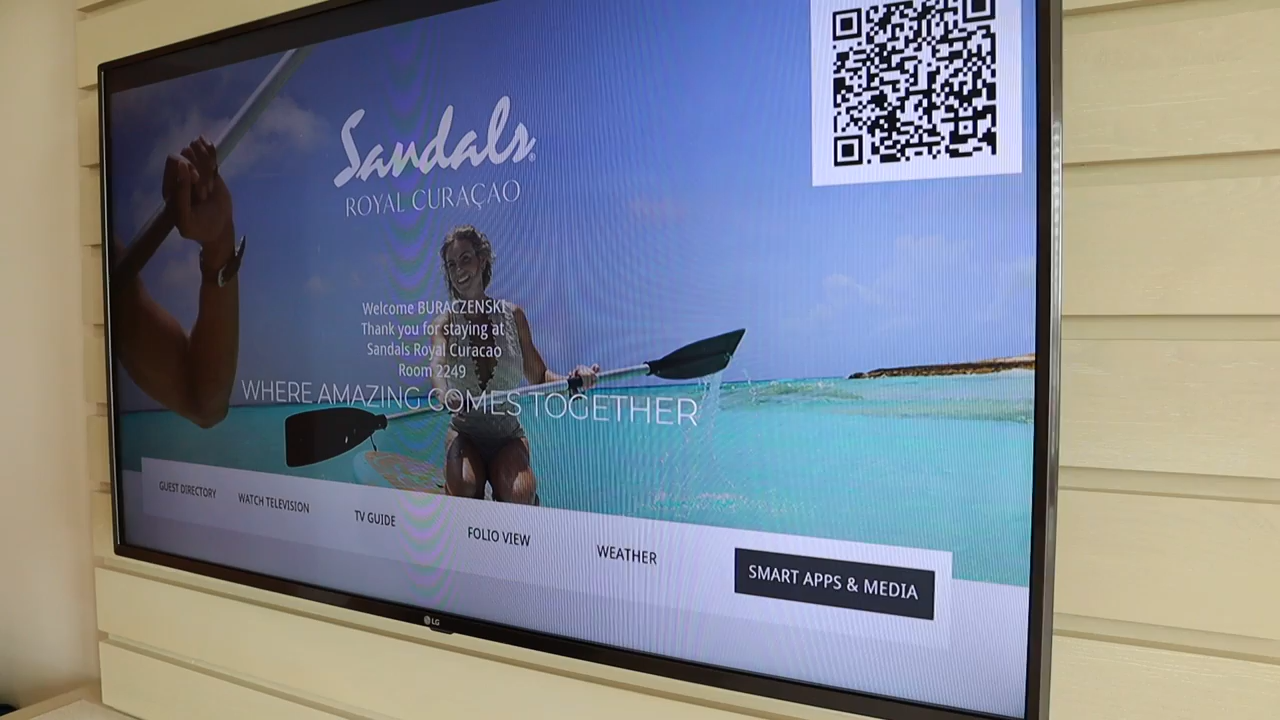 Sandals®
ROYAL CURAÇAO
Welcome BURACZENSKI
Thank you for staying at
Sandals Royal Curacao
Room 2249
WHERE AMAZING COMES TOGETHER
GUEST DIRECTORY
WATCH TELEVISION
TV GUIDE
FOLIO VIEW
WEATHER
SMART APPS & MEDIA
LG